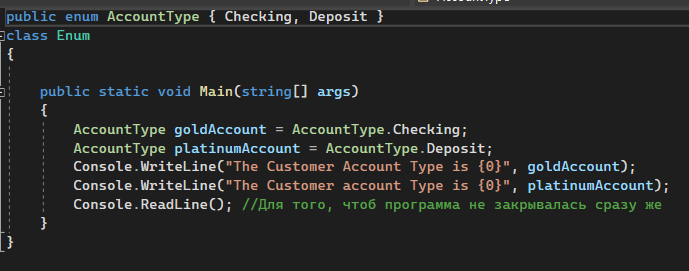 public enum AccountType { Checking, Deposit }
class Enum
{
public static void Main(string[] args)
{
AccountType goldAccount = AccountType.Checking;
AccountType platinumAccount = AccountType.Deposit;
Console.WriteLine("The Customer Account Type is {0}", goldAccount);
Console.WriteLine("The Customer account Type is {0}", platinumAccount);
Console.ReadLine(); //Для того, чтоб программа не закрывалась сразу же
}
}